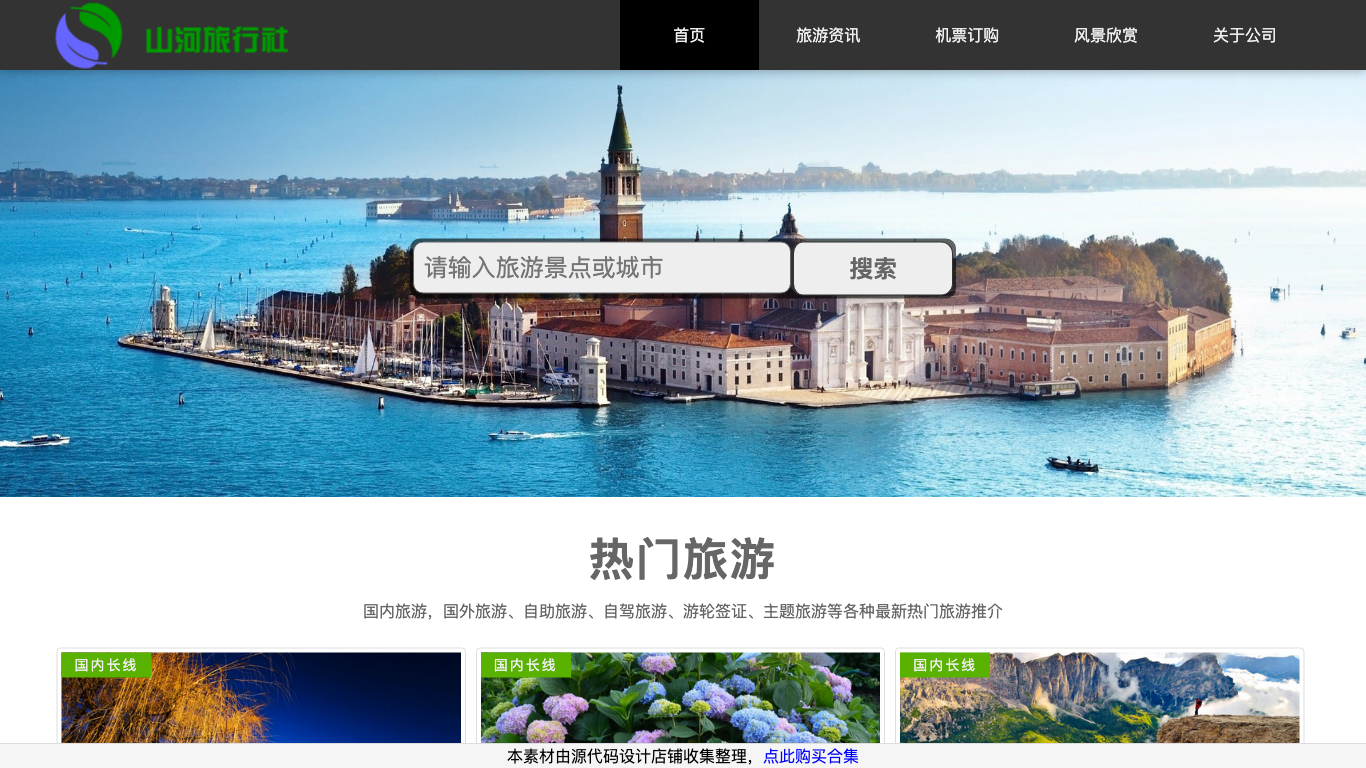 山河旅行社
首页
旅游资讯
机票订购
风景欣赏
关于公司
请输入旅游景点或城市
搜索
热门旅游
国内旅游，国外旅游、自助旅游、自驾旅游、游轮签证、主题旅游等各种最新热门旅游推介
国内长线
国内长线
国内长线
本素材由源代码设计店铺收集整理，点此购买合集